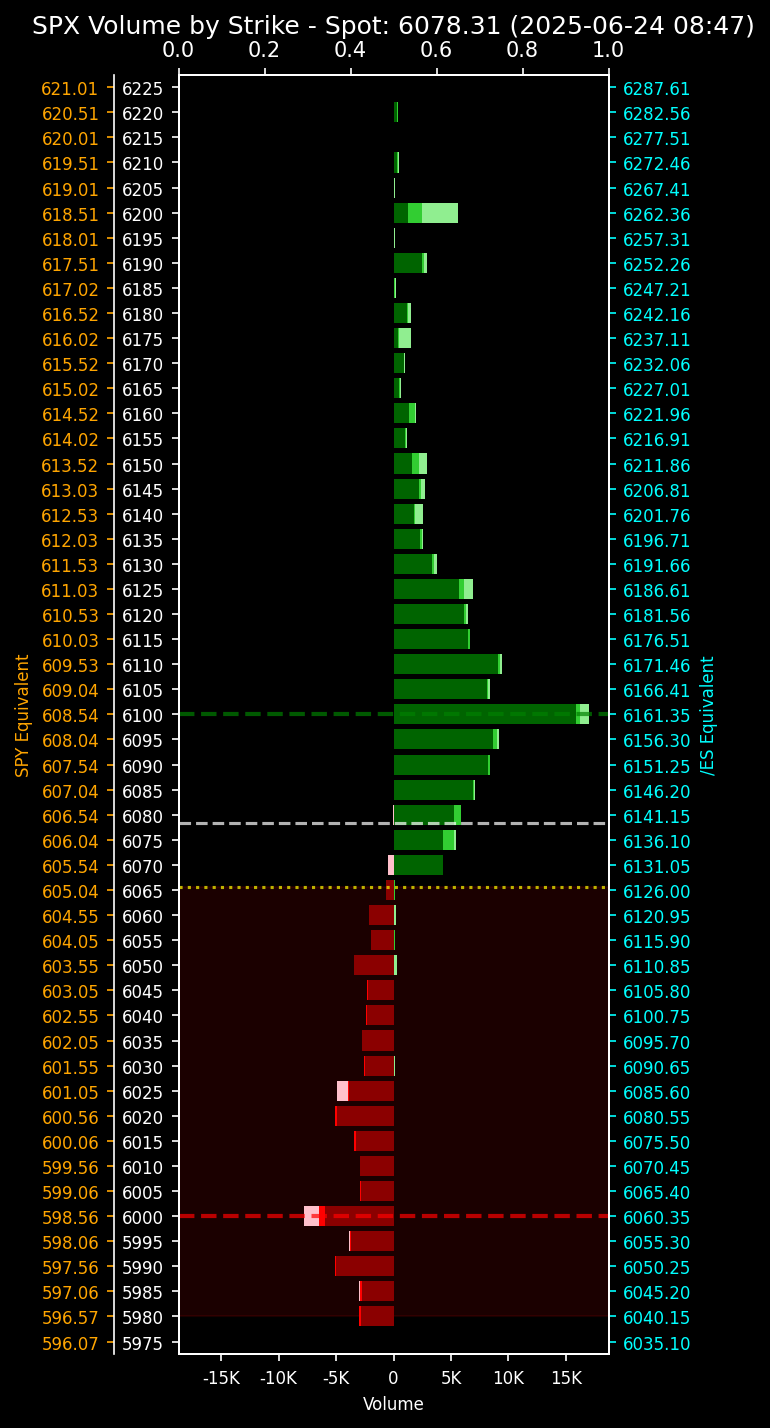 SPX Volume by Strike - Spot: 6078.31 (2025-06-24 08:47)
0.0 0.2 0.4 0.6 0.8 1.0
621.01 6225 6287.61
620.51 6220 6282.56
620.01 6215 6277.51
619.51 6210 6272.46
619.01 6205 6267.41
618.51 6200 6262.36
618.01 6195 6257.31
617.51 6190 6252.26
617.02 6185 6247.21
616.52 6180 6242.16
616.02 6175 6237.11
615.52 6170 6232.06
615.02 6165 6227.01
614.52 6160 6221.96
614.02 6155 6216.91
613.52 6150 6211.86
613.03 6145 6206.81
612.53 6140 6201.76
612.03 6135 6196.71
611.53 6130 6191.66
611.03 6125 6186.61
610.53 6120 6181.56
610.03 6115 6176.51
609.53 6110 6171.46
609.04 6105 6166.41
608.54 6100 6161.35
608.04 6095 6156.30
607.54 6090 6151.25
607.04 6085 6146.20
606.54 6080 6141.15
606.04 6075 6136.10
605.54 6070 6131.05
605.04 6065 6126.00
604.55 6060 6120.95
604.05 6055 6115.90
603.55 6050 6110.85
603.05 6045 6105.80
602.55 6040 6100.75
602.05 6035 6095.70
601.55 6030 6090.65
601.05 6025 6085.60
600.56 6020 6080.55
600.06 6015 6075.50
599.56 6010 6070.45
599.06 6005 6065.40
598.56 6000 6060.35
598.06 5995 6055.30
597.56 5990 6050.25
597.06 5985 6045.20
596.57 5980 6040.15
596.07 5975 6035.10
SPY Equivalent
/ES Equivalent
-15K -10K -5K 0 5K 10K 15K
Volume